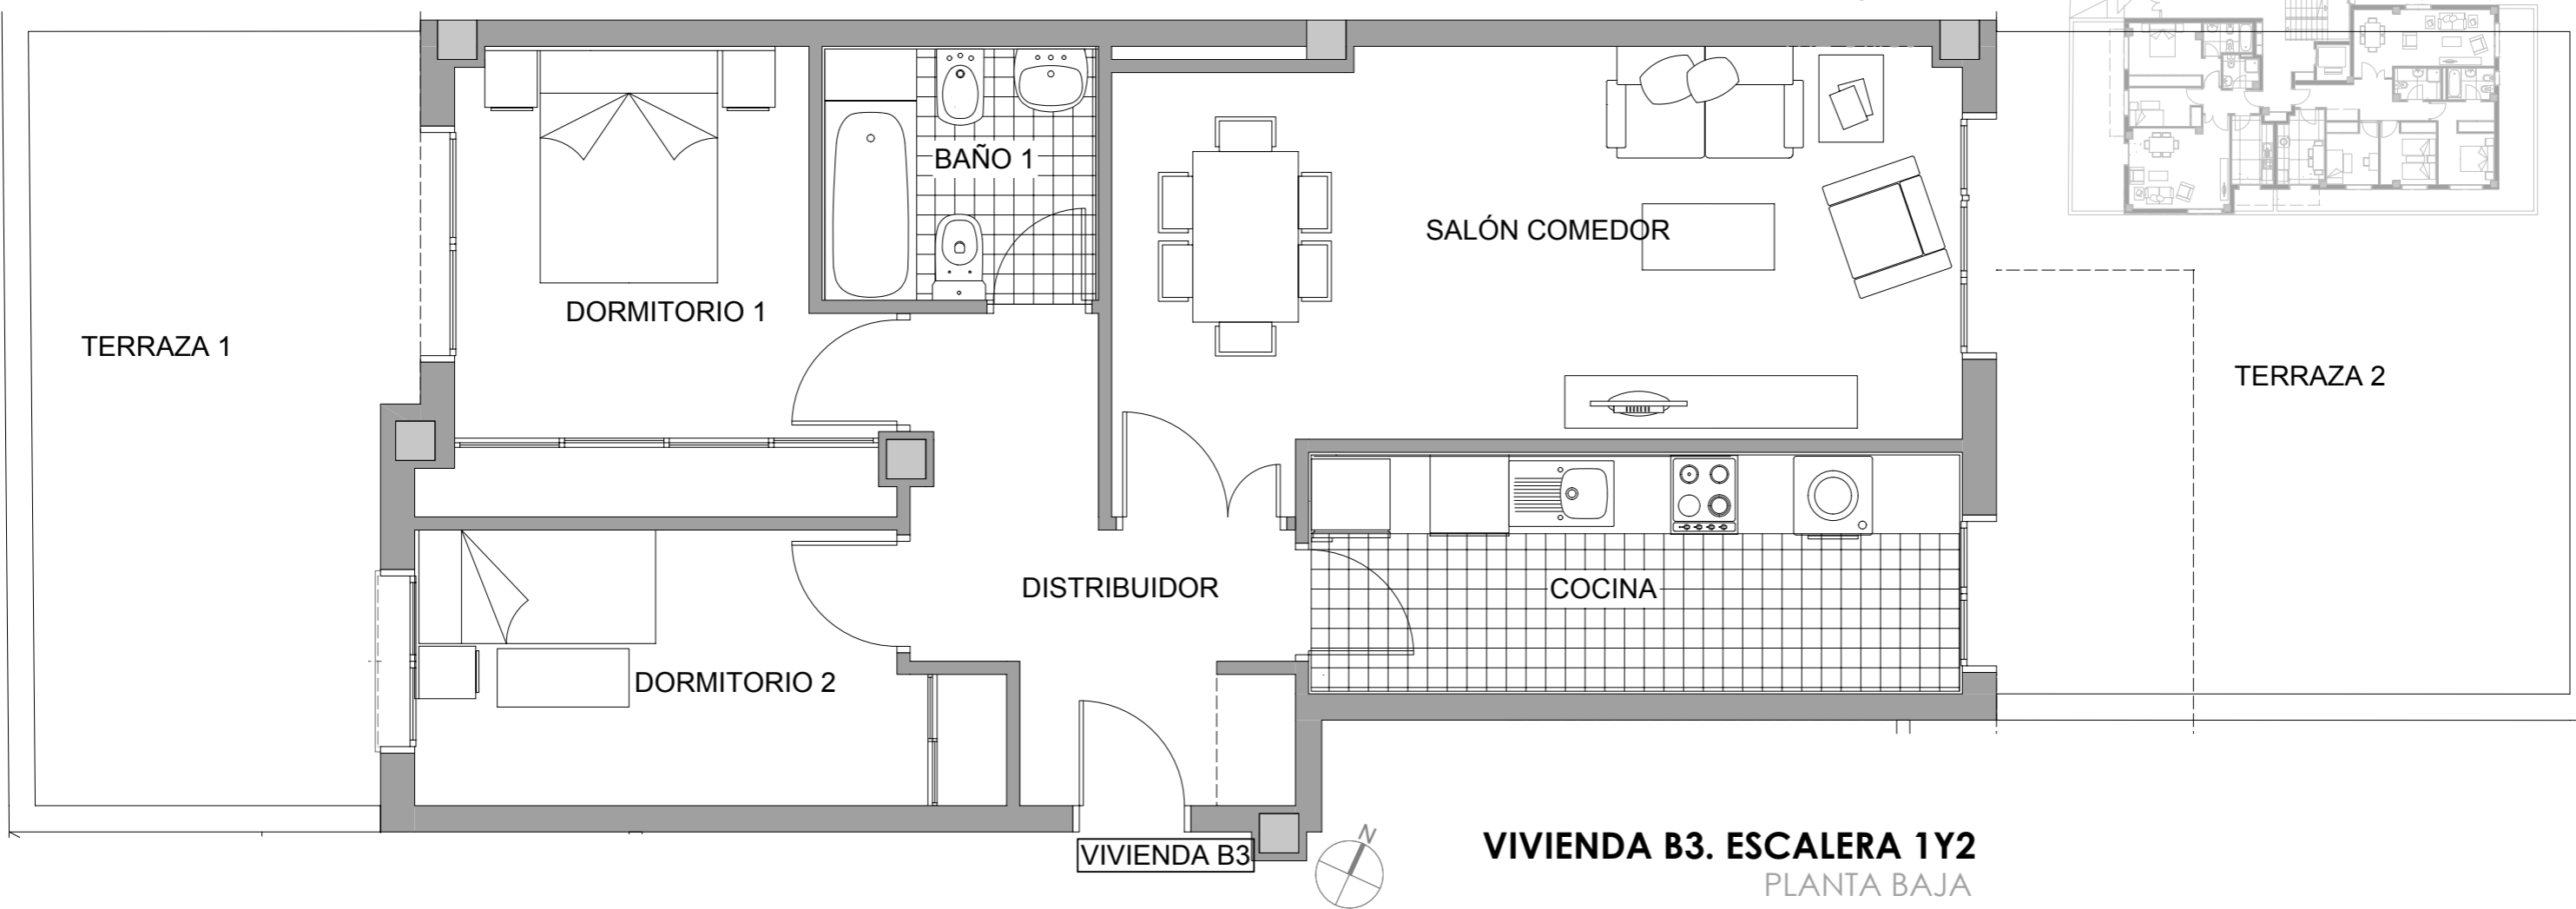 BAÑO 1
SALÓN COMEDOR
DORMITORIO 1
TERRAZA 1
TERRAZA 2
DISTRIBUIDOR
COCINA
DORMITORIO 2
N
VIVIENDA B3
VIVIENDA B3. ESCALERA 1Y2
PLANTA BAJA